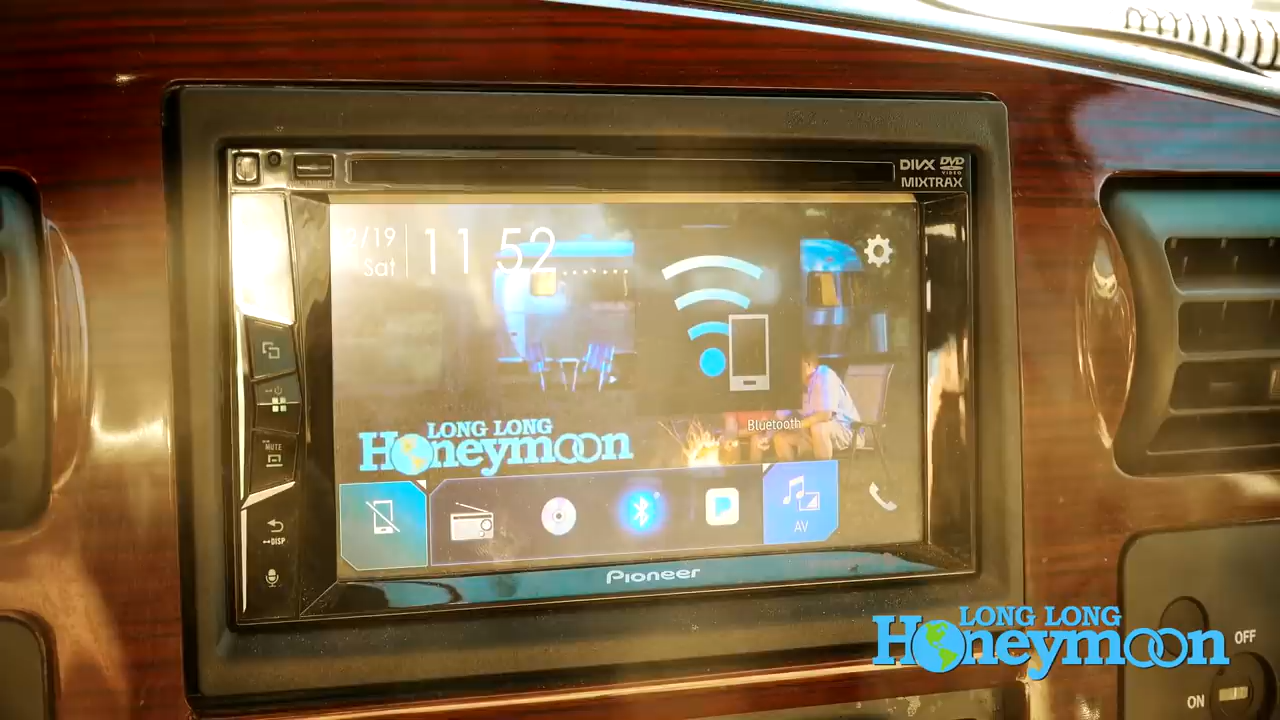 DIVX DVD
VIDEO
MIXTRAX
2/19
Sat
11 52
Bluetooth
LONG LONG
Honeymoon
MUTE
AV
DISP
Pioneer
LONG LONG
Honeymoon
OFF
ON